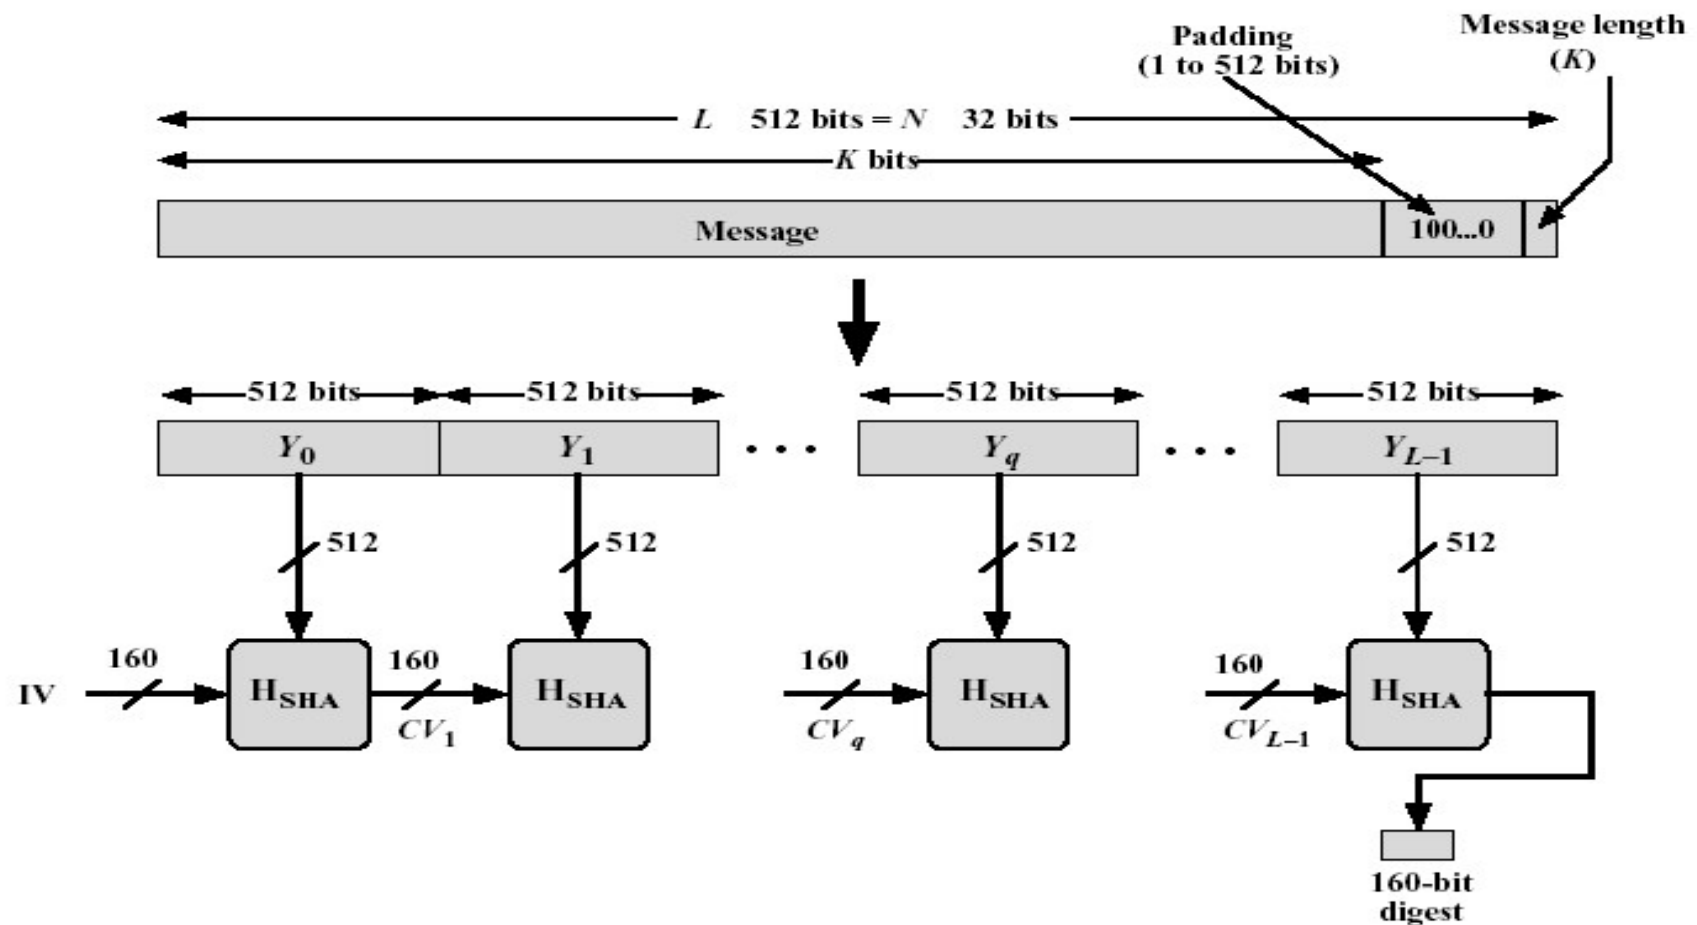 Padding
(1 to 512 bits)
Message length
(K)
L 512 bits = N 32 bits
K bits
Message
100...0
512 bits 512 bits 512 bits 512 bits
Y0 Y1 • • • Yq • • • YL–1
512 512 512 512
160 160 160 160
IV HSHA HSHA HSHA HSHA
CV1 CVq CVL–1
160-bit
digest